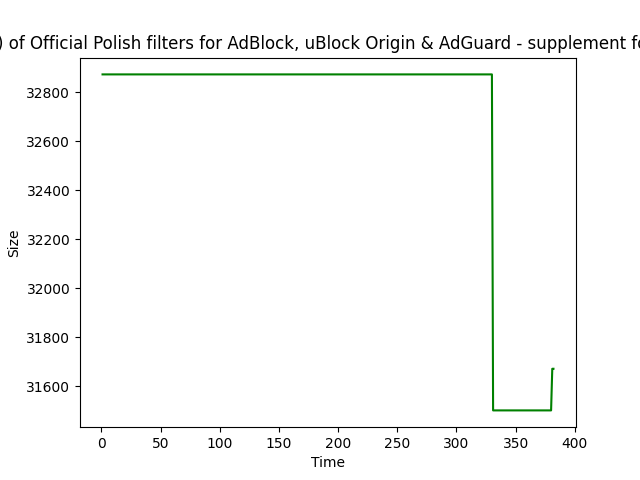 ) of Official Polish filters for AdBlock, uBlock Origin & AdGuard - supplement fo
32800
32600
32400
32200
32000
31800
31600
Size
0 50 100 150 200 250 300 350 400
Time